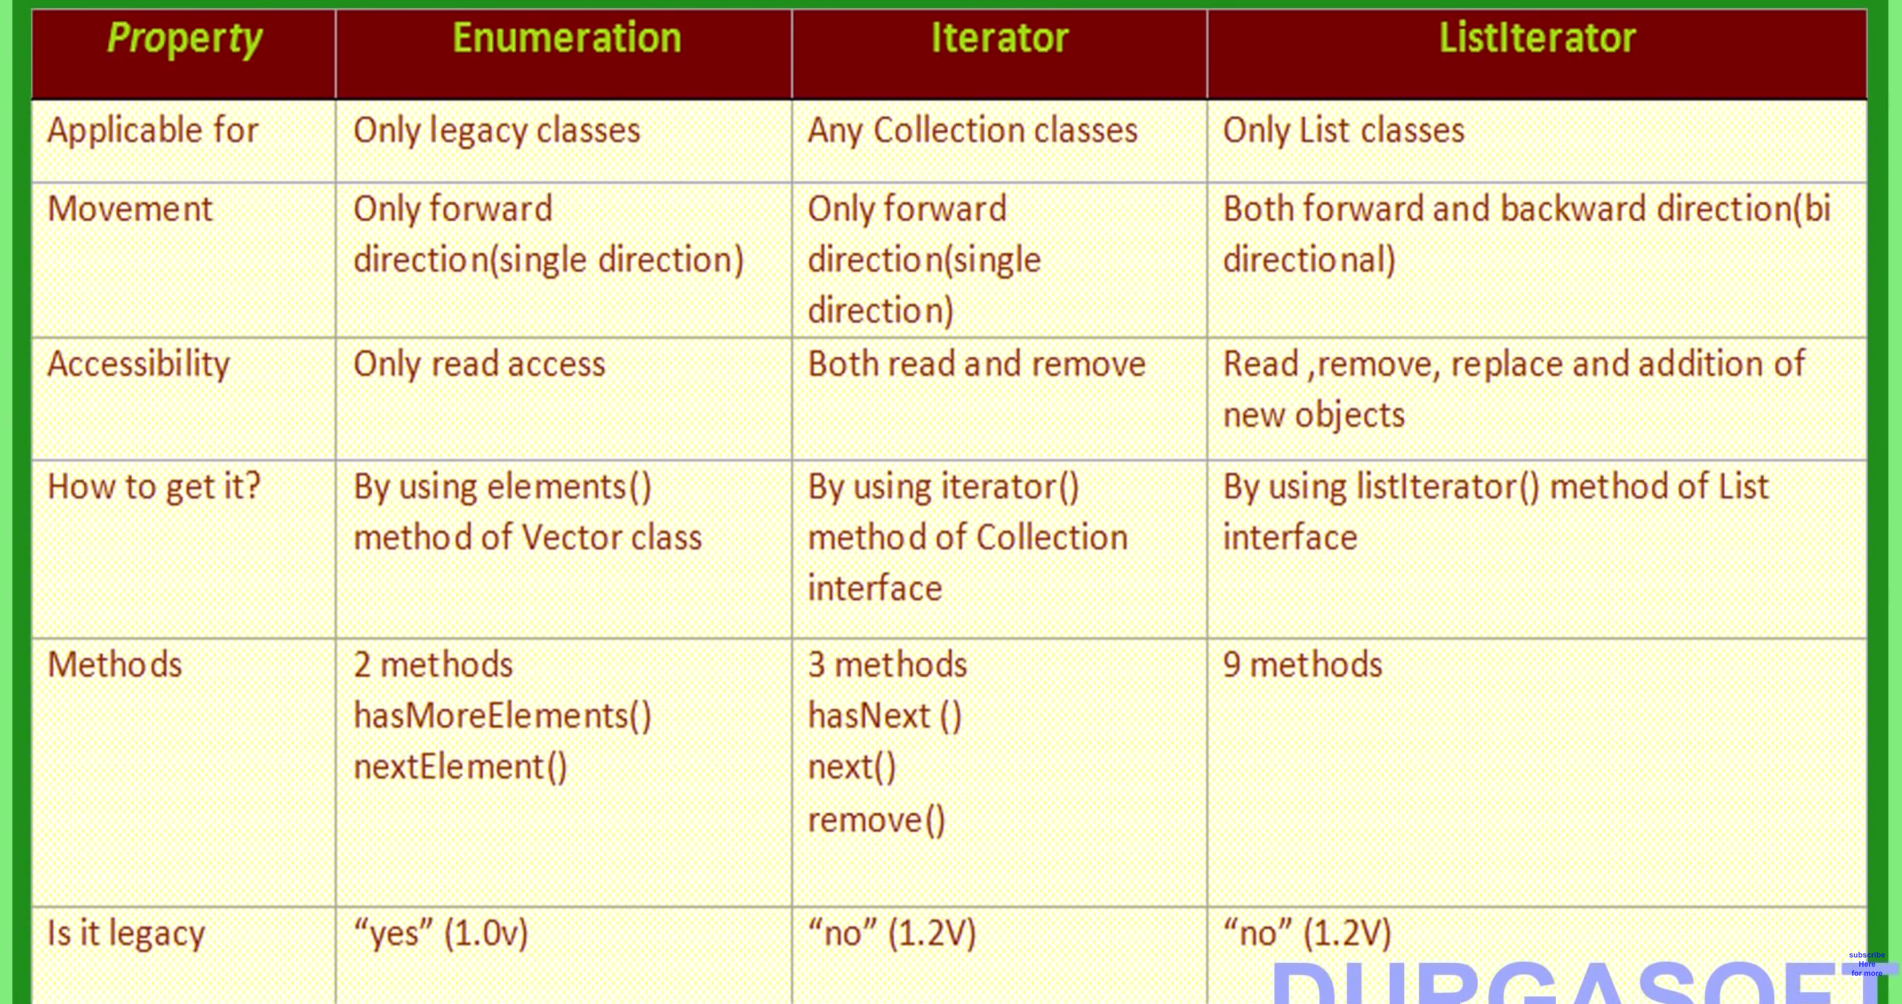 Property Enumeration Iterator ListIterator
Applicable for Only legacy classes Any Collection classes Only List classes
Movement Only forward Only forward Both forward and backward direction(bi
direction(single direction) direction(single directional)
direction)
Accessibility Only read access Both read and remove Read ,remove, replace and addition of
new objects
How to get it? By using elements() By using iterator() By using listIterator() method of List
method of Vector class method of Collection interface
interface
Methods 2 methods 3 methods 9 methods
hasMoreElements() hasNext ()
nextElement() next()
remove()
Is it legacy “yes” (1.0v) “no” (1.2V) “no” (1.2V)
DURGASOFT
subscribe
Here
for more